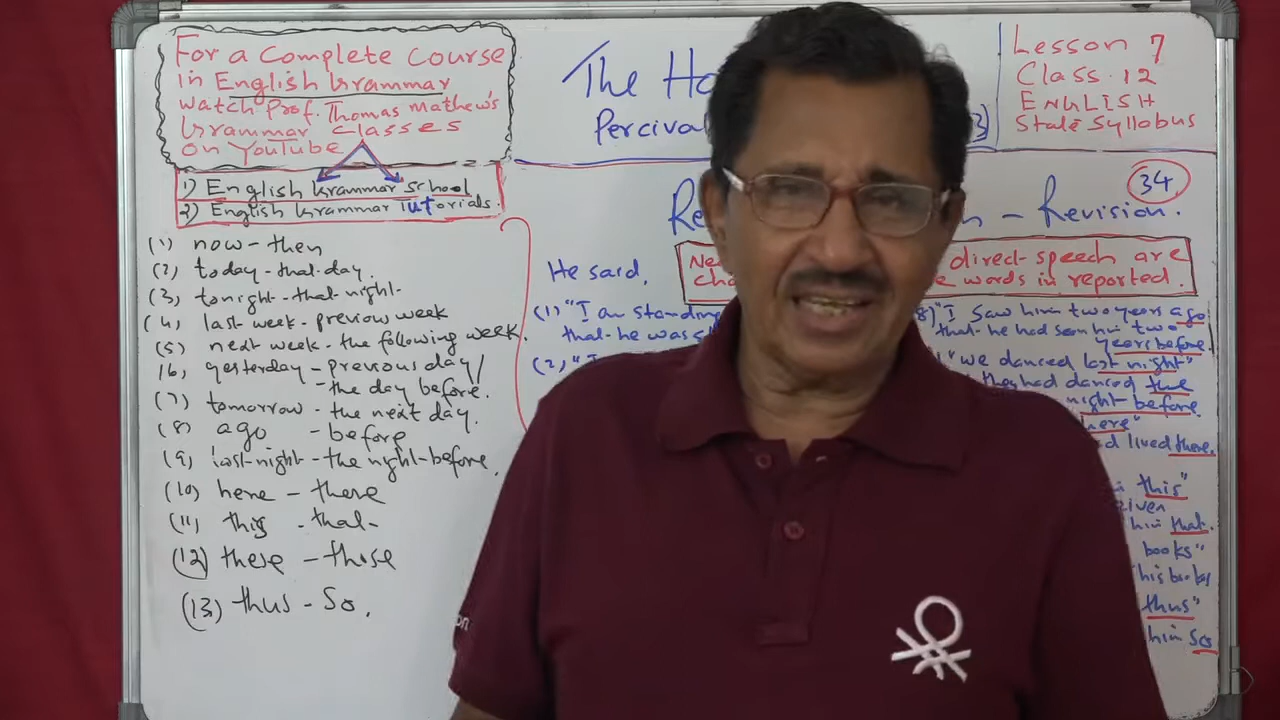 For a Complete Course
in English Grammar
watch Prof. Thomas Mathew's
Grammar Classes
on YouTube
1) English Grammar School
2) English Grammar Tutorials.
The
Percival
Lesson 7
Class. 12
ENGLISH
State Syllabus
34
Revision.
direct speech are
words in reported.
(1) now - then
(2) today - that day.
(3) tonight - that night
(4) last week - previous week
(5) next week - the following week.
(6) yesterday - previous day/
- the day before.
(7) tomorrow - the next day.
(8) ago - before
(9) last night - the night before.
(10) here - there
(11) this - that
(12) these - those
(13) thus - So.
He said,
(1) "I am standing
that he was
(2) "I
8) "I saw him two years ago
that he had seen him two
years before
"we danced last night"
they had danced the
night before
here"
lived there.
this"
him that.
books"
his books
thus"
him so